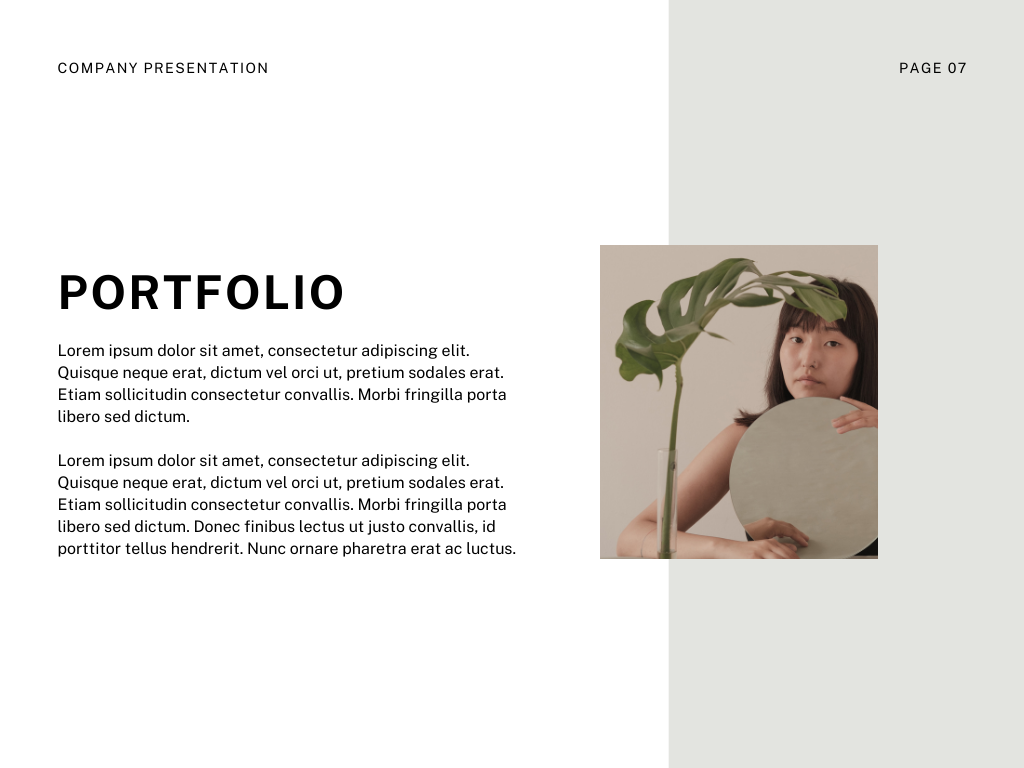 COMPANY PRESENTATION
PAGE 07
PORTFOLIO
Lorem ipsum dolor sit amet, consectetur adipiscing elit.
Quisque neque erat, dictum vel orci ut, pretium sodales erat.
Etiam sollicitudin consectetur convallis. Morbi fringilla porta
libero sed dictum.
Lorem ipsum dolor sit amet, consectetur adipiscing elit.
Quisque neque erat, dictum vel orci ut, pretium sodales erat.
Etiam sollicitudin consectetur convallis. Morbi fringilla porta
libero sed dictum. Donec finibus lectus ut justo convallis, id
porttitor tellus hendrerit. Nunc ornare pharetra erat ac luctus.